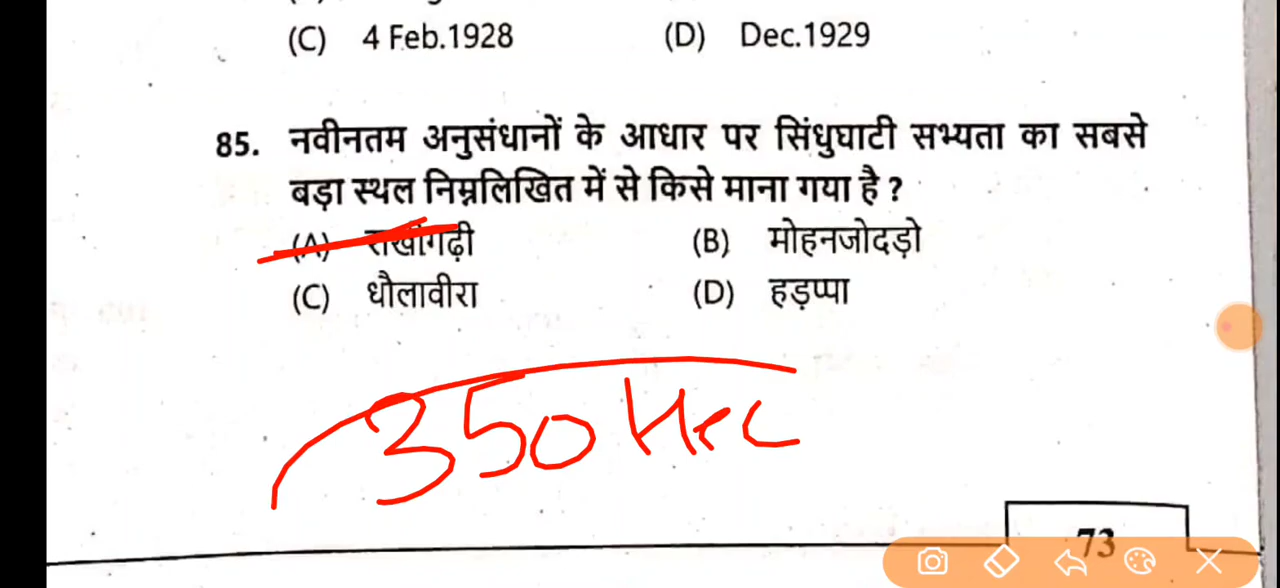 (C) 4 Feb.1928 (D) Dec.1929
85. नवीनतम अनुसंधानों के आधार पर सिंधुघाटी सभ्यता का सबसे
बड़ा स्थल निम्नलिखित में से किसे माना गया है ?
(A) राखीगढ़ी (B) मोहनजोदड़ो
(C) धौलावीरा (D) हड़प्पा
350 Hec
73